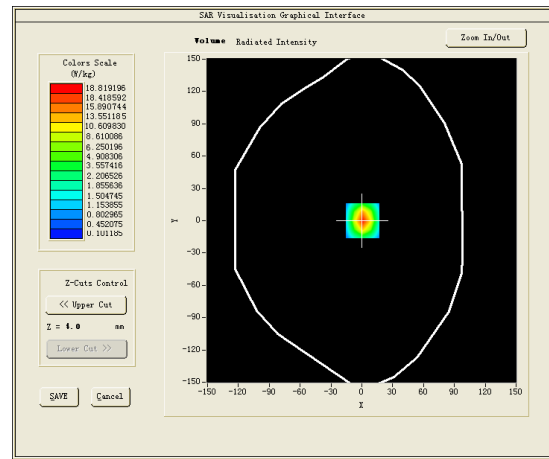 SAR Visualisation Graphical Interface
Volume Radiated Intensity
Zoom In/Out
Colors Scale
(W/kg)
18.819196
18.418592
15.890744
13.551185
10.609830
8.610086
6.250196
4.908306
3.557416
2.206526
1.855636
1.504745
1.153855
0.802965
0.452075
0.101185
Z-Cuts Control
<< Upper Cut
Z = 4.0 mm
Lower Cut >>
SAVE Cancel
150
120
90
60
30
0
-30
-60
-90
-120
-150
Y
-150 -120 -90 -60 -30 0 30 60 90 120 150
X